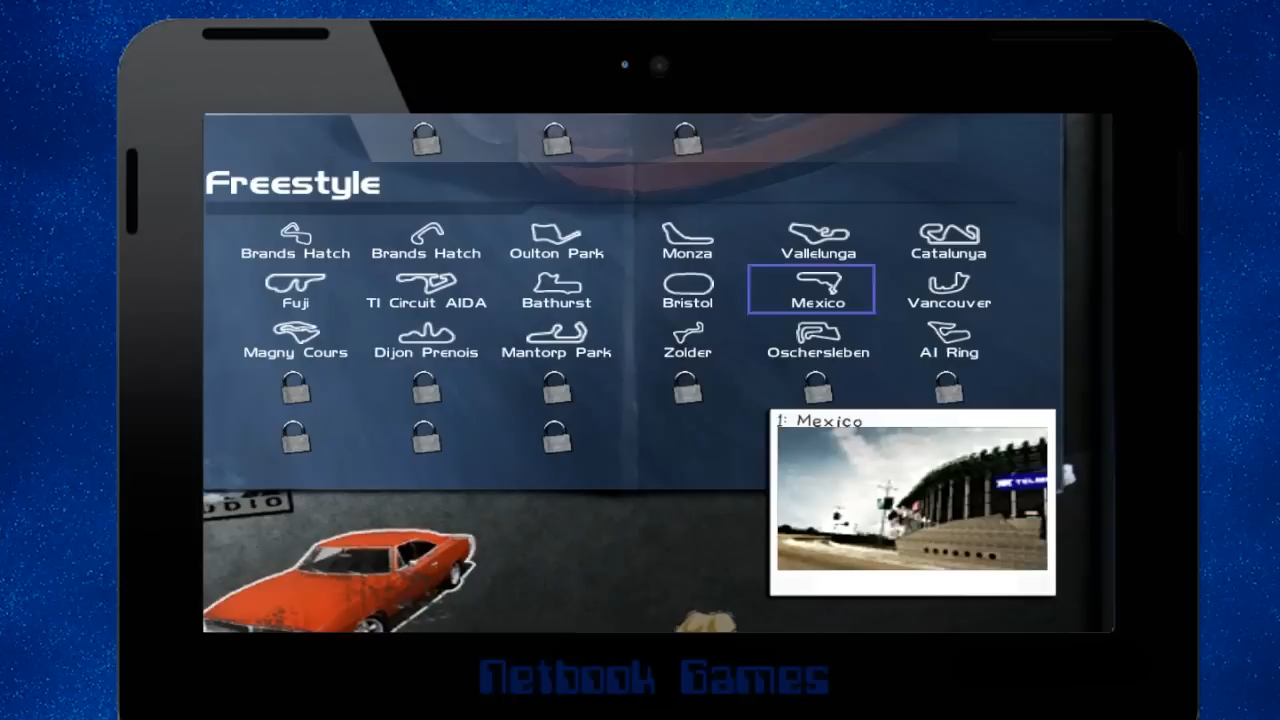 Freestyle
Brands Hatch Brands Hatch Oulton Park Monza Vallelunga Catalunya
Fuji TI Circuit AIDA Bathurst Bristol Mexico Vancouver
Magny Cours Dijon Prenois Mantorp Park Zolder Oschersleben A1 Ring
1: Mexico
Netbook Games